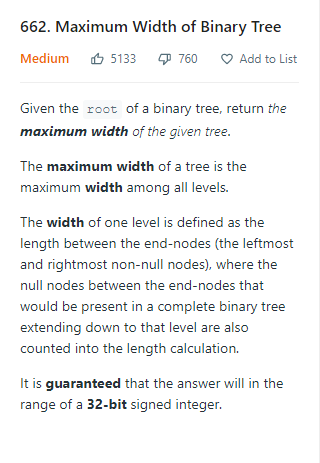 662. Maximum Width of Binary Tree
Medium 5133 760 Add to List
Given the root of a binary tree, return the
maximum width of the given tree.
The maximum width of a tree is the
maximum width among all levels.
The width of one level is defined as the
length between the end-nodes (the leftmost
and rightmost non-null nodes), where the
null nodes between the end-nodes that
would be present in a complete binary tree
extending down to that level are also
counted into the length calculation.
It is guaranteed that the answer will in the
range of a 32-bit signed integer.